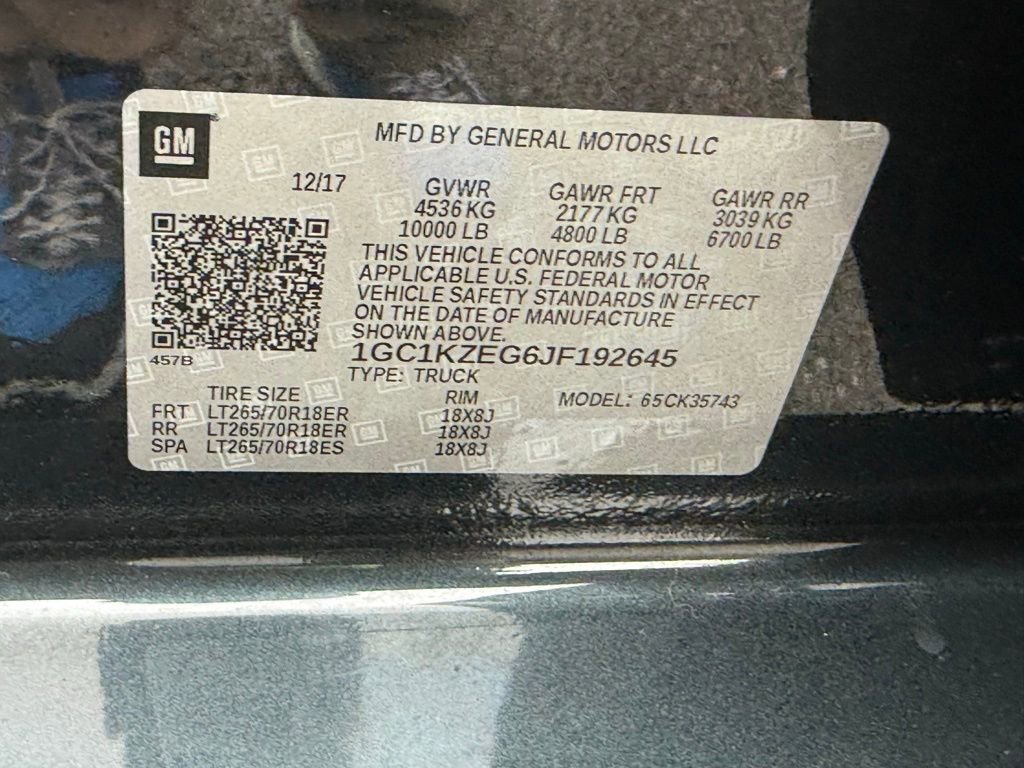 GM
MFD BY GENERAL MOTORS LLC
12/17
GVWR GAWR FRT GAWR RR
4536 KG 2177 KG 3039 KG
10000 LB 4800 LB 6700 LB
THIS VEHICLE CONFORMS TO ALL
APPLICABLE U.S. FEDERAL MOTOR
VEHICLE SAFETY STANDARDS IN EFFECT
ON THE DATE OF MANUFACTURE
SHOWN ABOVE.
457B
1GC1KZEG6JF192645
TYPE: TRUCK
TIRE SIZE RIM MODEL: 65CK35743
FRT LT265/70R18ER 18X8J
RR LT265/70R18ER 18X8J
SPA LT265/70R18ES 18X8J